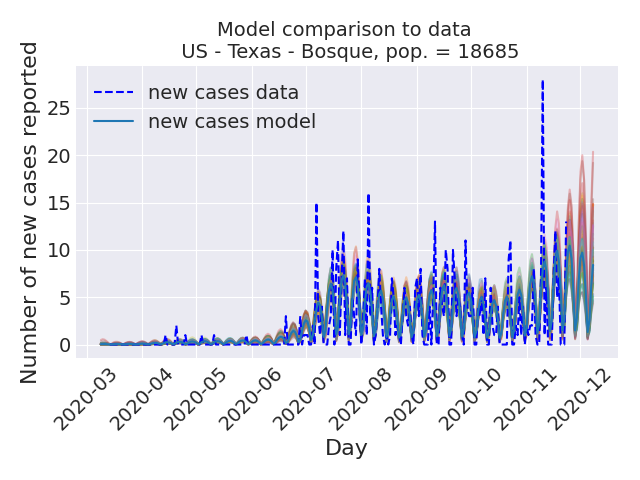 Model comparison to data
US - Texas - Bosque, pop. = 18685
Number of new cases reported
new cases data
new cases model
25
20
15
10
5
0
2020-03
2020-04
2020-05
2020-06
2020-07
2020-08
2020-09
2020-10
2020-11
2020-12
Day